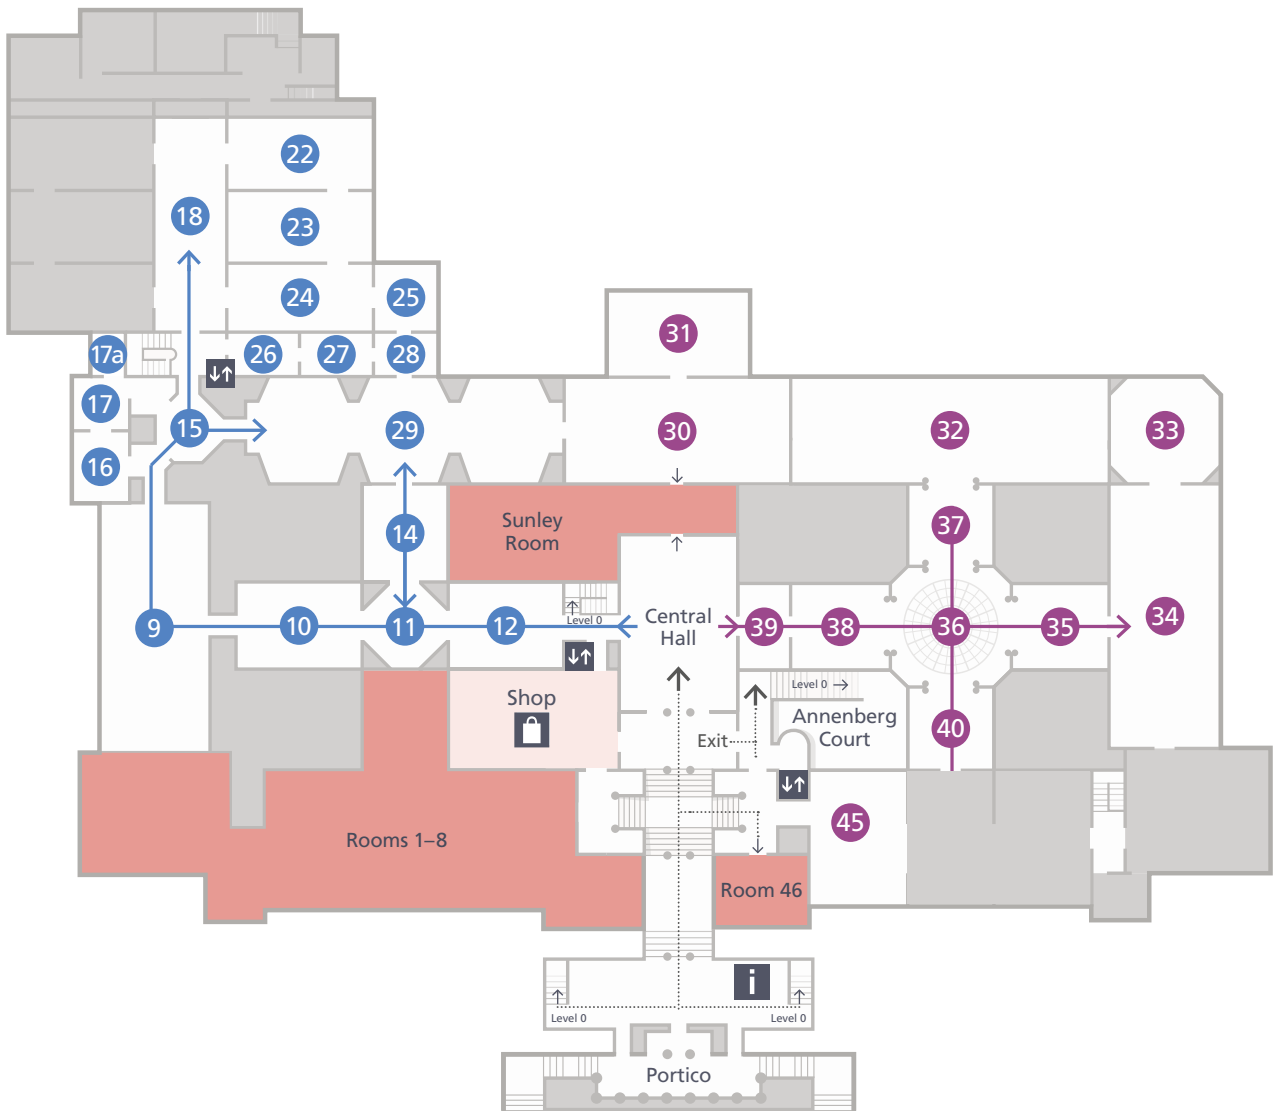 22
18
23
24
25
17a
26
27
28
31
17
15
29
30
32
33
16
Sunley
Room
14
37
9
10
11
12
Level 0
Central
Hall
39
38
36
35
34
Shop
Level 0
Annenberg
Court
Exit
40
45
Rooms 1–8
Room 46
i
Level 0
Level 0
Portico